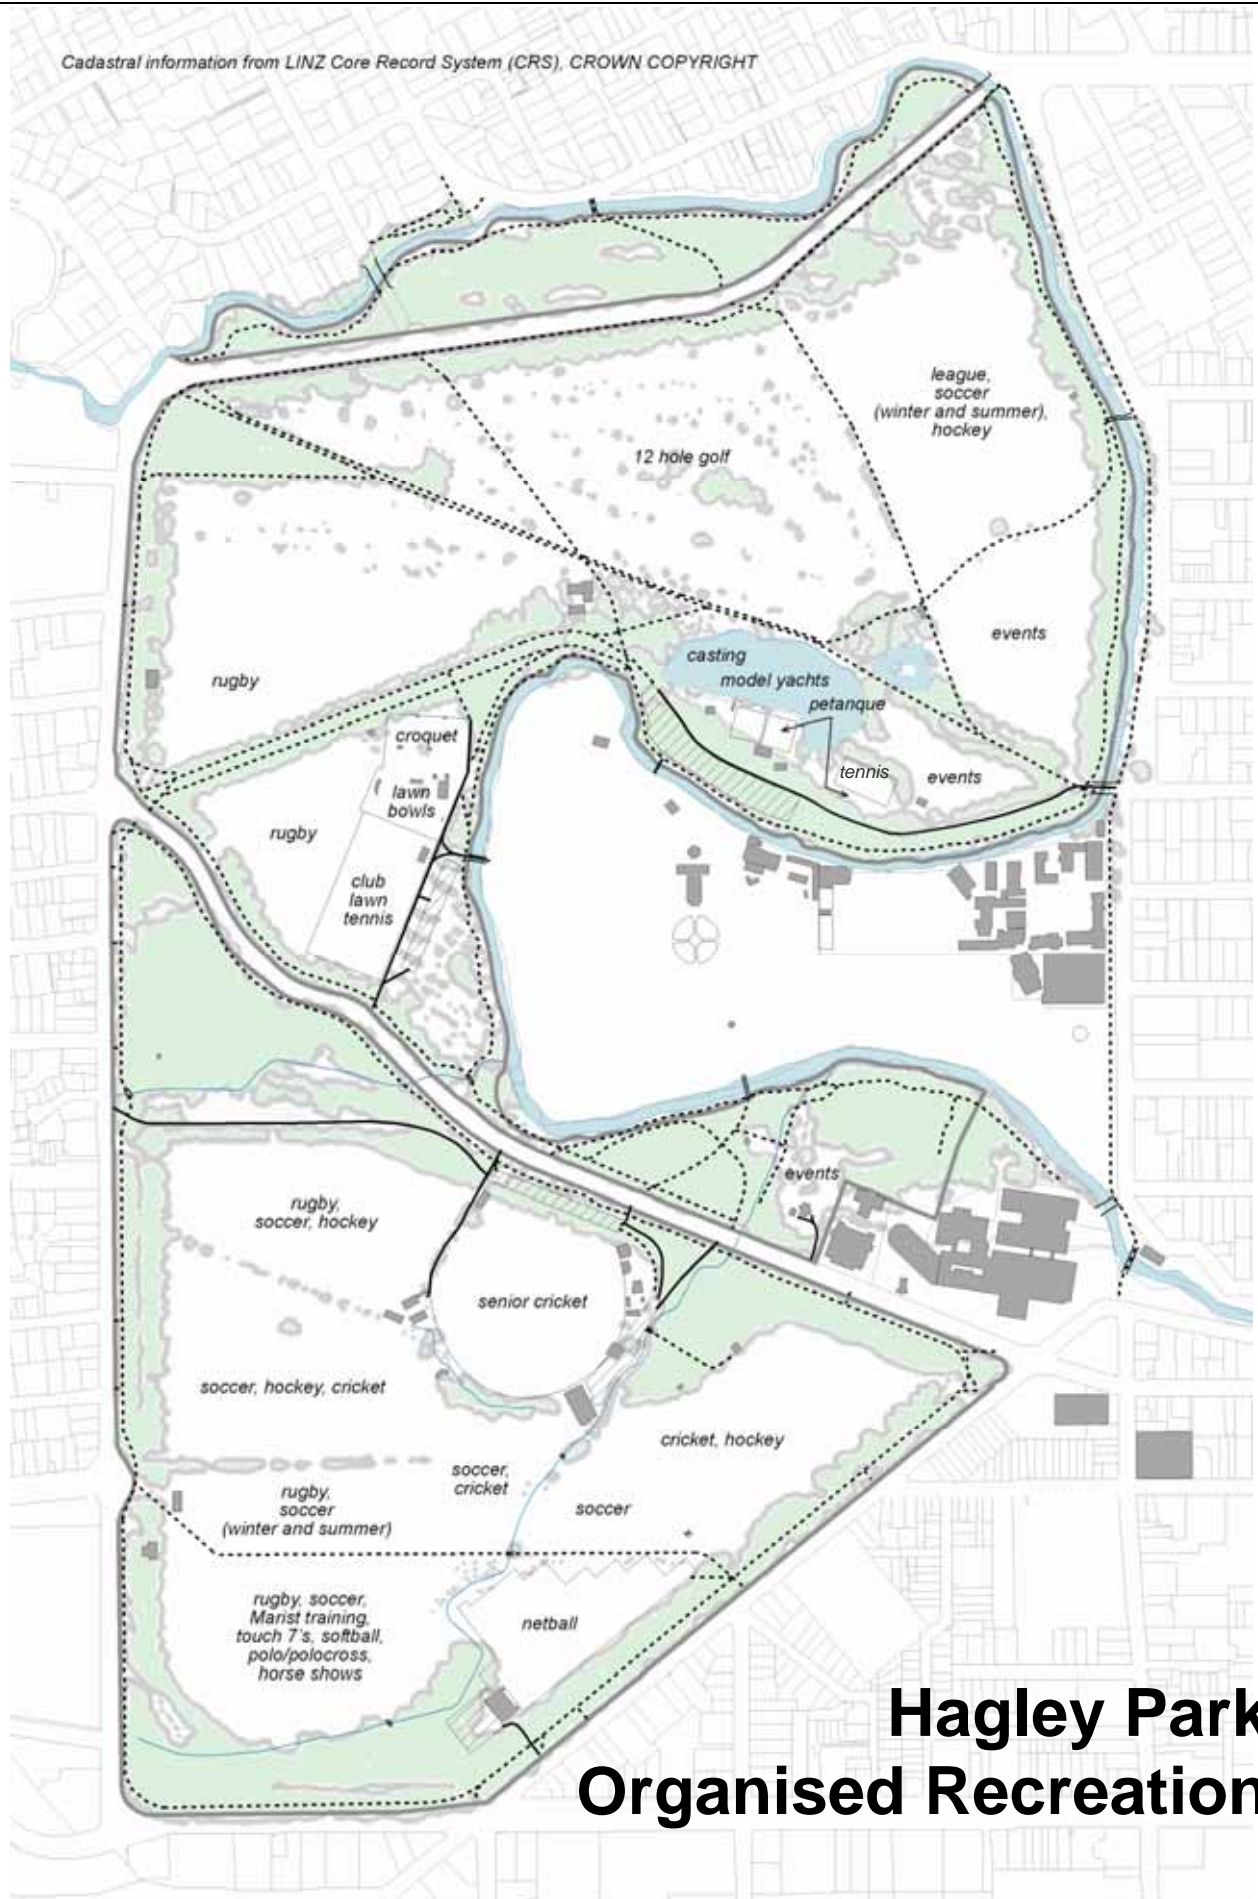 Cadastral information from LINZ Core Record System (CRS), CROWN COPYRIGHT
league,
soccer
(winter and summer),
hockey
12 hole golf
events
casting
model yachts
petanque
rugby
croquet
tennis
events
lawn
bowls
rugby
club
lawn
tennis
events
rugby,
soccer, hockey
senior cricket
soccer, hockey, cricket
cricket, hockey
soccer,
cricket
rugby,
soccer
(winter and summer)
soccer
rugby, soccer,
Marist training,
touch 7's, softball,
polo/polocross,
horse shows
netball
Hagley Park
Organised Recreation